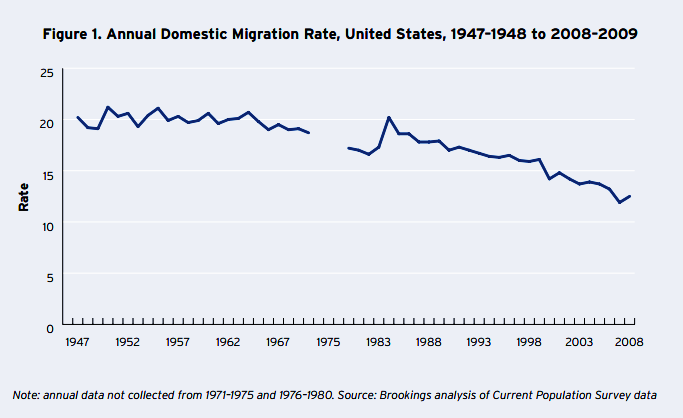 Figure 1. Annual Domestic Migration Rate, United States, 1947-1948 to 2008-2009
25
20
15
10
5
0
Rate
1947 1952 1957 1962 1967 1975 1983 1988 1993 1998 2003 2008
Note: annual data not collected from 1971-1975 and 1976-1980. Source: Brookings analysis of Current Population Survey data